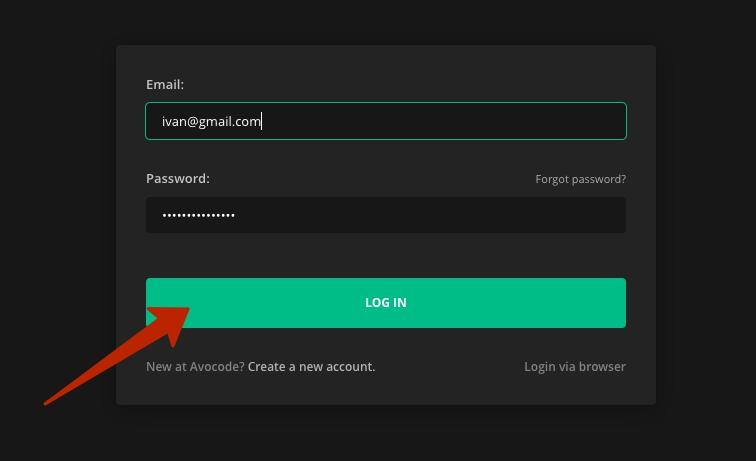 Email:
ivan@gmail.com
Password:
Forgot password?
•••••••••••••••
LOG IN
New at Avocode? Create a new account.
Login via browser